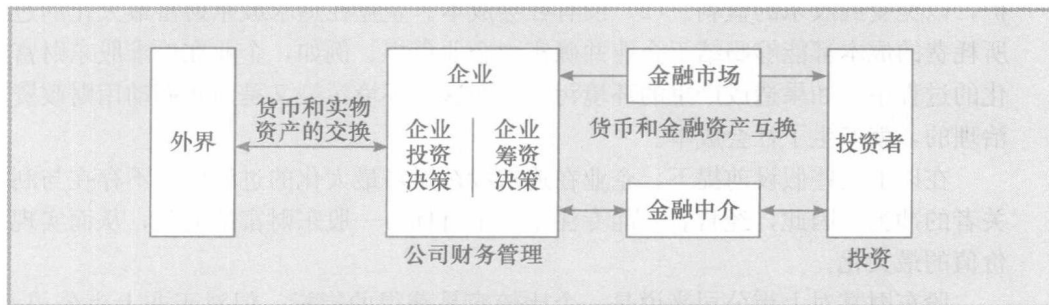 外界
货币和实物
资产的交换
企业
企业
投资
决策
企业
筹资
决策
公司财务管理
金融市场
货币和金融资产互换
金融中介
投资者
投资